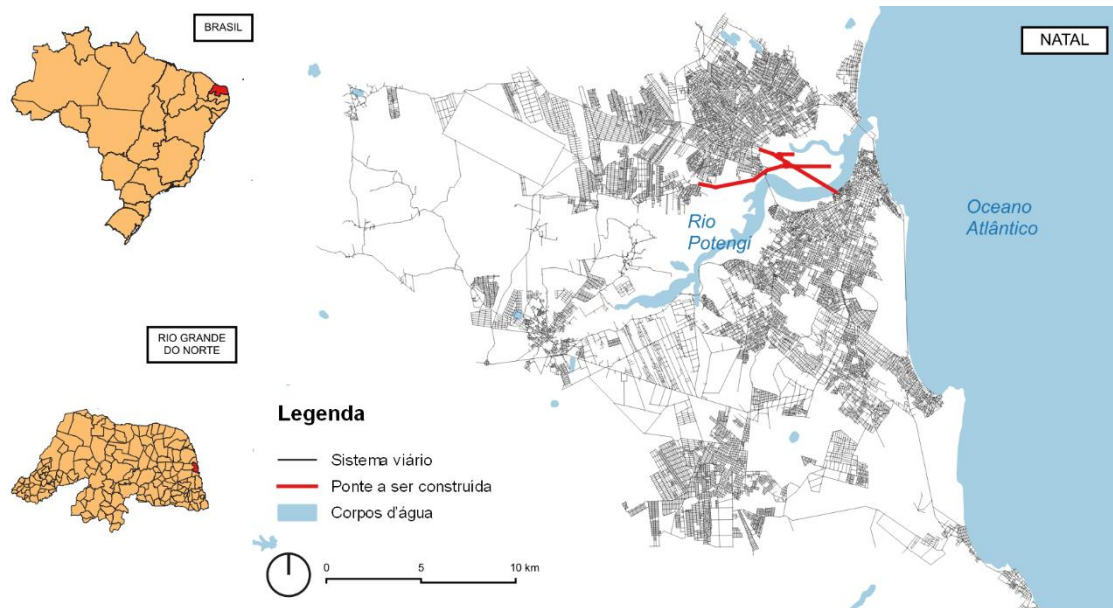 BRASIL
NATAL
Rio
Potengi
Oceano
Atlântico
RIO GRANDE
DO NORTE
Legenda
Sistema viário
Ponte a ser construida
Corpos d'água
0 5 10 km